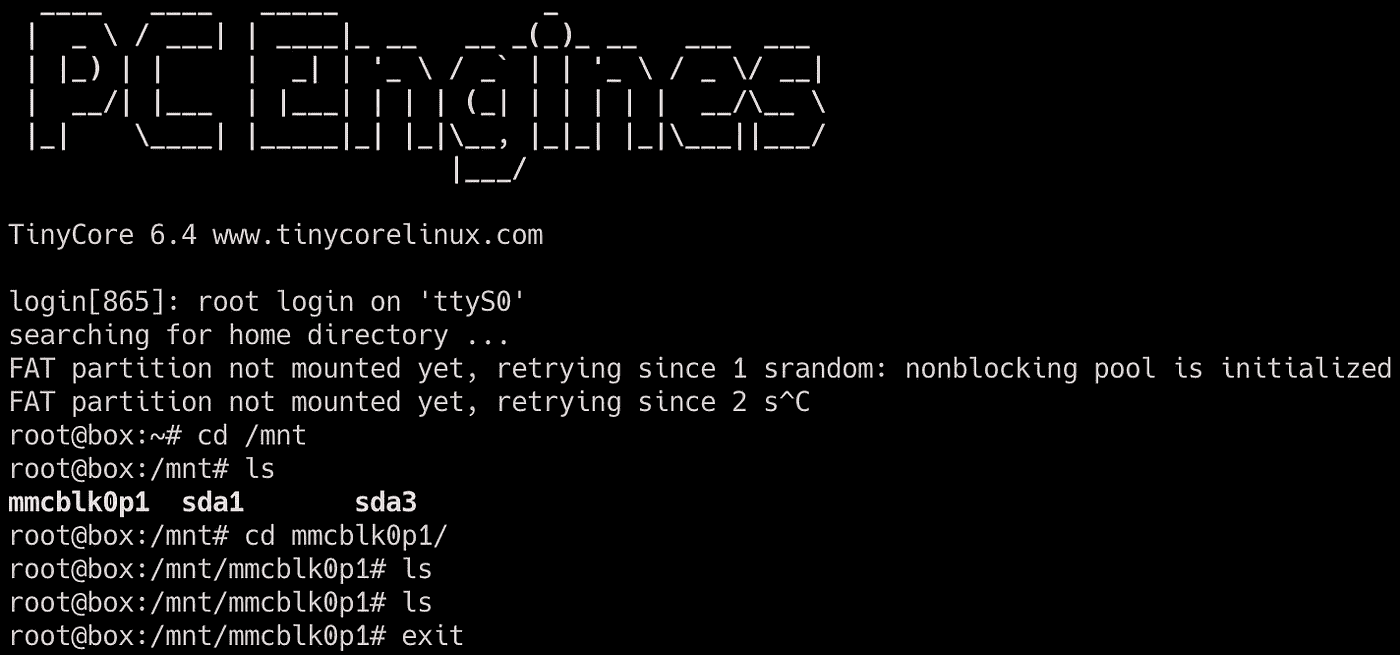 PC Engines
TinyCore 6.4 www.tinycorelinux.com
login[865]: root login on 'ttyS0'
searching for home directory ...
FAT partition not mounted yet, retrying since 1 srandom: nonblocking pool is initialized
FAT partition not mounted yet, retrying since 2 s^C
root@box:~# cd /mnt
root@box:/mnt# ls
mmcblk0p1  sda1       sda3
root@box:/mnt# cd mmcblk0p1/
root@box:/mnt/mmcblk0p1# ls
root@box:/mnt/mmcblk0p1# ls
root@box:/mnt/mmcblk0p1# exit